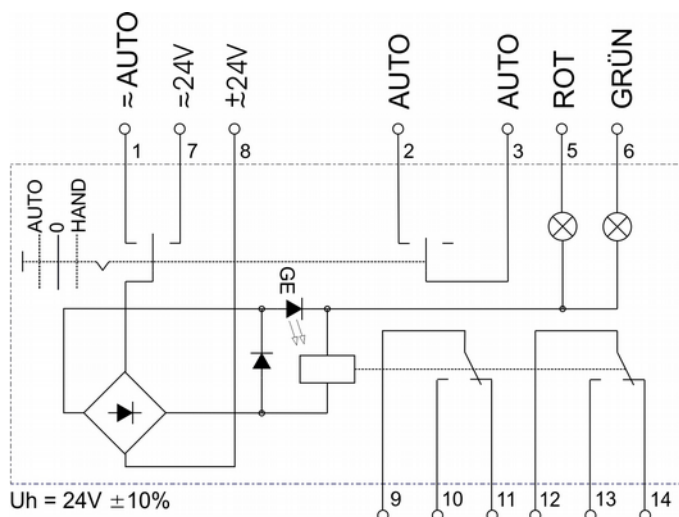 ≈ AUTO
≈24V
±24V
AUTO
AUTO
ROT
GRÜN
1
7
8
2
3
5
6
AUTO
0
HAND
GE
Uh = 24V ±10%
9
10
11
12
13
14